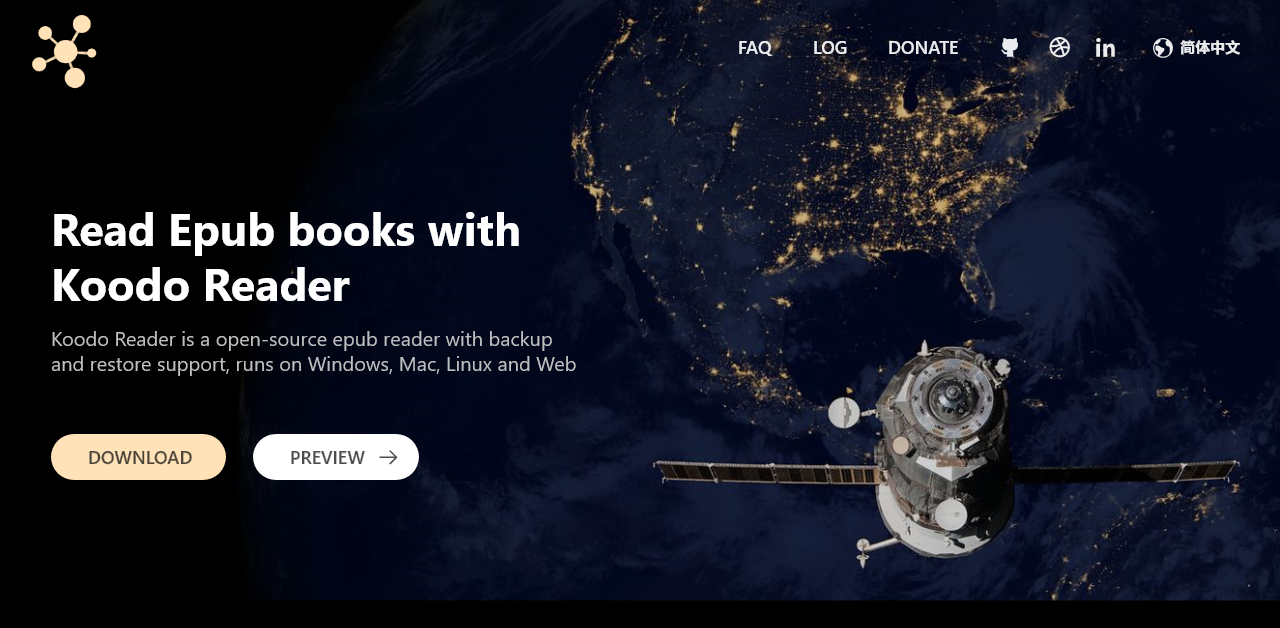 FAQ LOG DONATE in 简体中文
Read Epub books with
Koodo Reader
Koodo Reader is a open-source epub reader with backup
and restore support, runs on Windows, Mac, Linux and Web
DOWNLOAD PREVIEW